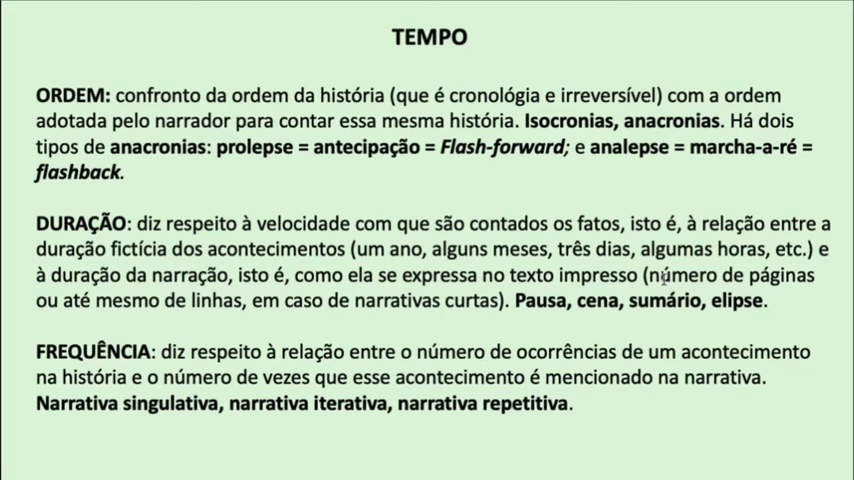 TEMPO
ORDEM: confronto da ordem da história (que é cronológia e irreversível) com a ordem
adotada pelo narrador para contar essa mesma história. Isocronias, anacronias. Há dois
tipos de anacronias: prolepse = antecipação = Flash-forward; e analepse = marcha-a-ré =
flashback.
DURAÇÃO: diz respeito à velocidade com que são contados os fatos, isto é, à relação entre a
duração fictícia dos acontecimentos (um ano, alguns meses, três dias, algumas horas, etc.) e
à duração da narração, isto é, como ela se expressa no texto impresso (número de páginas
ou até mesmo de linhas, em caso de narrativas curtas). Pausa, cena, sumário, elipse.
FREQUÊNCIA: diz respeito à relação entre o número de ocorrências de um acontecimento
na história e o número de vezes que esse acontecimento é mencionado na narrativa.
Narrativa singulativa, narrativa iterativa, narrativa repetitiva.